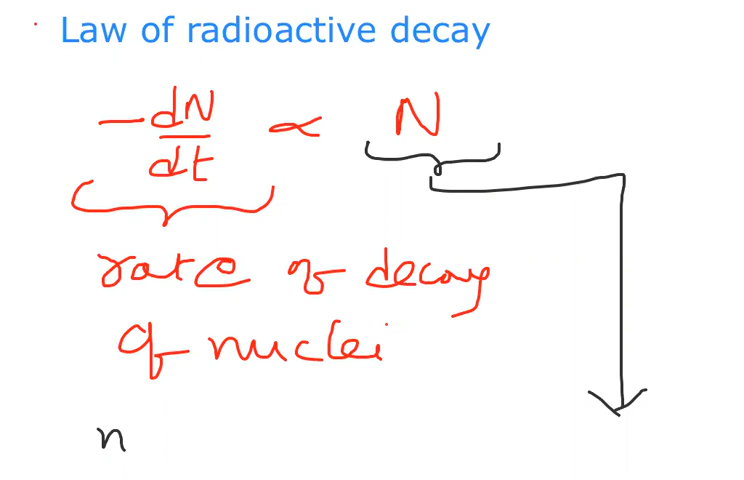 Law of radioactive decay
-dN/dt ∝ N
rate of decay
of nuclei
n